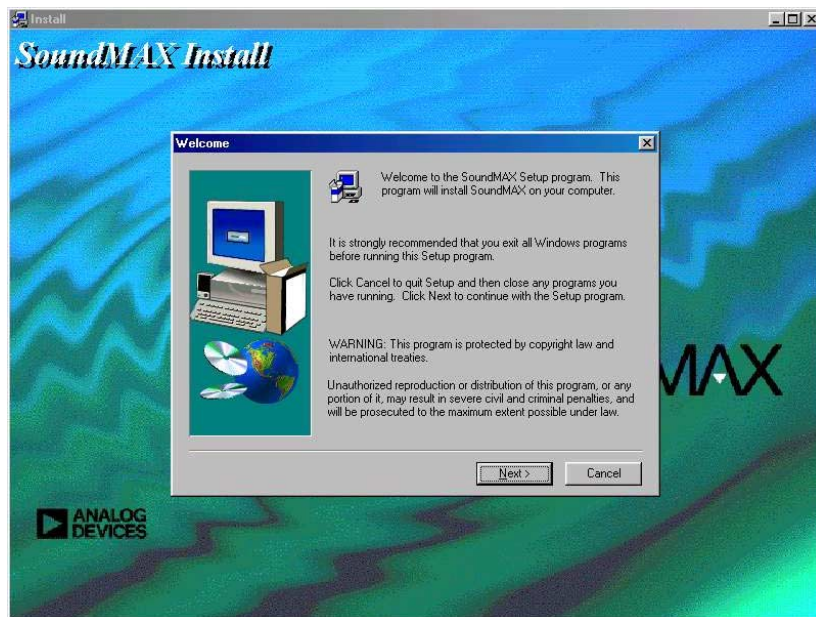 Install
SoundMAX Install
Welcome
Welcome to the SoundMAX Setup program. This
program will install SoundMAX on your computer.
It is strongly recommended that you exit all Windows programs
before running this Setup program.
Click Cancel to quit Setup and then close any programs you
have running. Click Next to continue with the Setup program.
WARNING: This program is protected by copyright law and
international treaties.
Unauthorized reproduction or distribution of this program, or any
portion of it, may result in severe civil and criminal penalties, and
will be prosecuted to the maximum extent possible under law.
MAX
Next >
Cancel
ANALOG
DEVICES